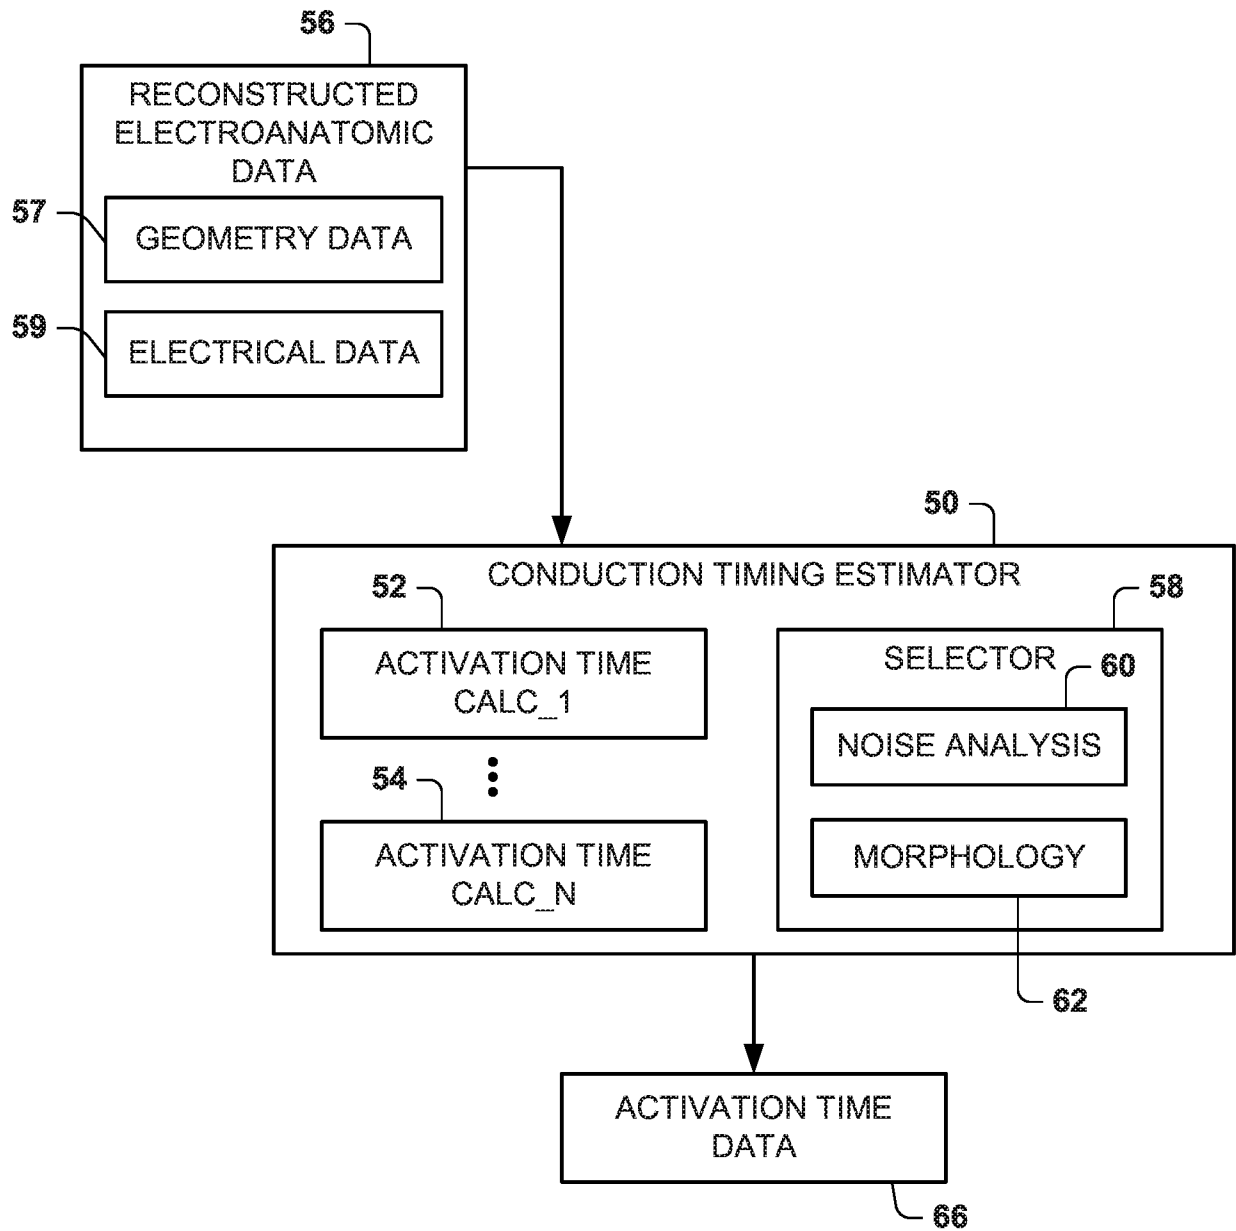 56
RECONSTRUCTED
ELECTROANATOMIC
DATA
57
GEOMETRY DATA
59
ELECTRICAL DATA
50
CONDUCTION TIMING ESTIMATOR
52
ACTIVATION TIME
CALC_1
54
ACTIVATION TIME
CALC_N
58
SELECTOR
60
NOISE ANALYSIS
MORPHOLOGY
62
ACTIVATION TIME
DATA
66